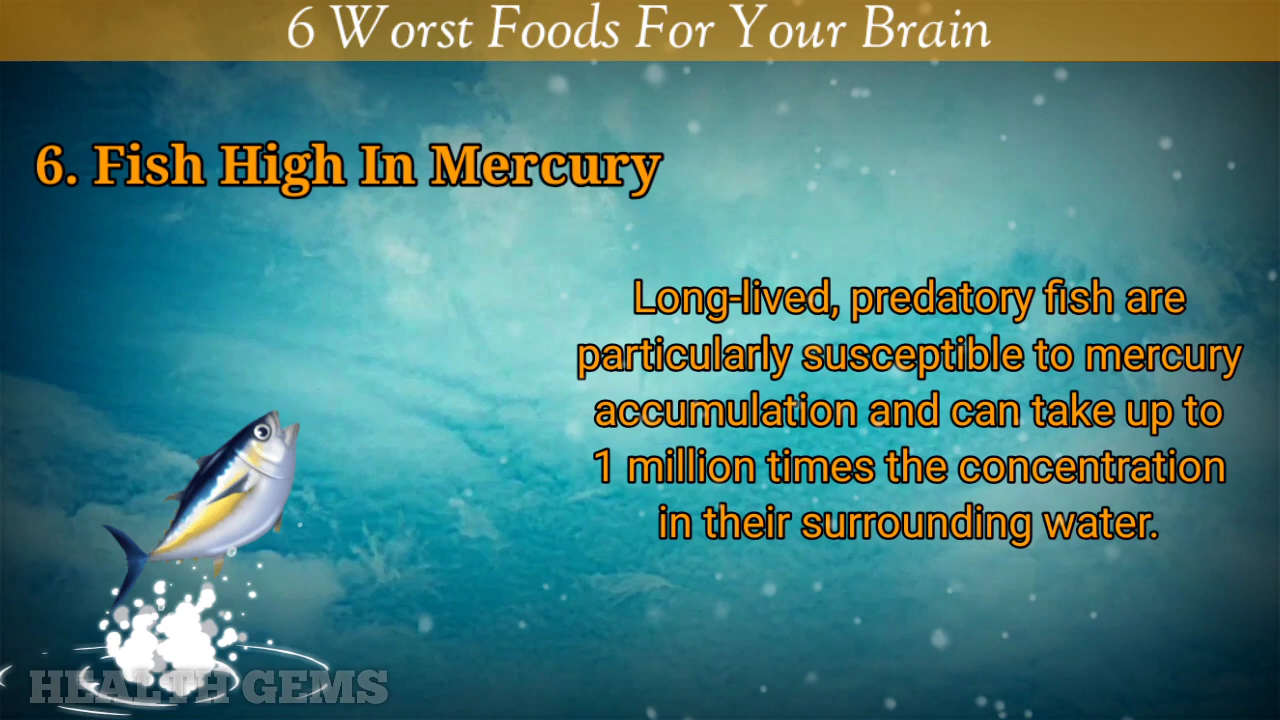 6 Worst Foods For Your Brain
6. Fish High In Mercury
Long-lived, predatory fish are
particularly susceptible to mercury
accumulation and can take up to
1 million times the concentration
in their surrounding water.
HEALTH GEMS